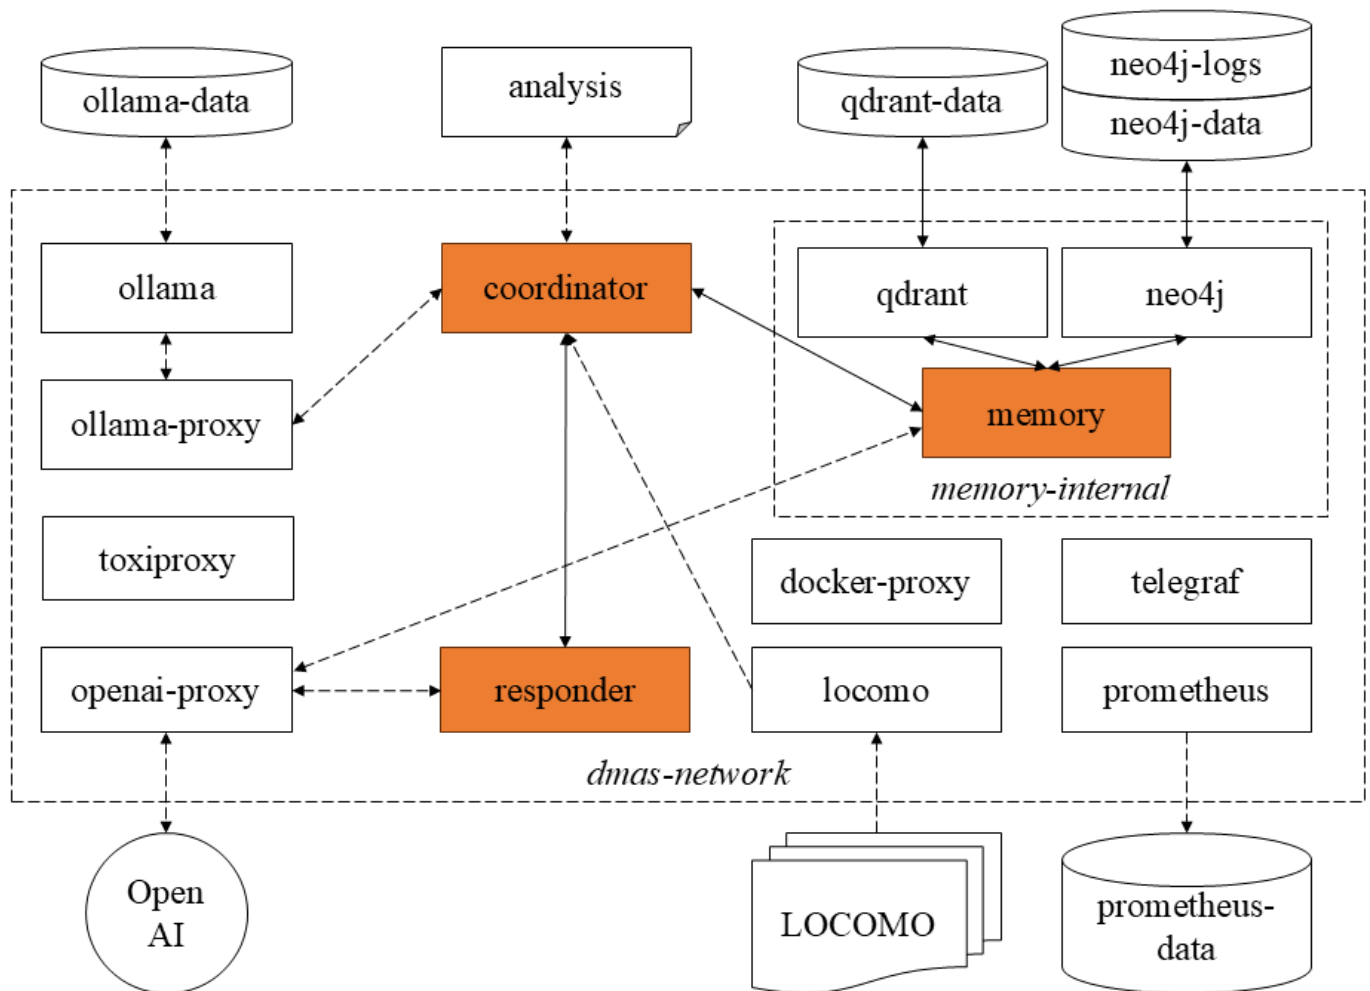 ollama-data
analysis
qdrant-data
neo4j-logs
neo4j-data
ollama
coordinator
qdrant
neo4j
ollama-proxy
memory
memory-internal
toxiproxy
docker-proxy
telegraf
openai-proxy
responder
locomo
prometheus
dmas-network
Open
AI
LOCOMO
prometheus-
data